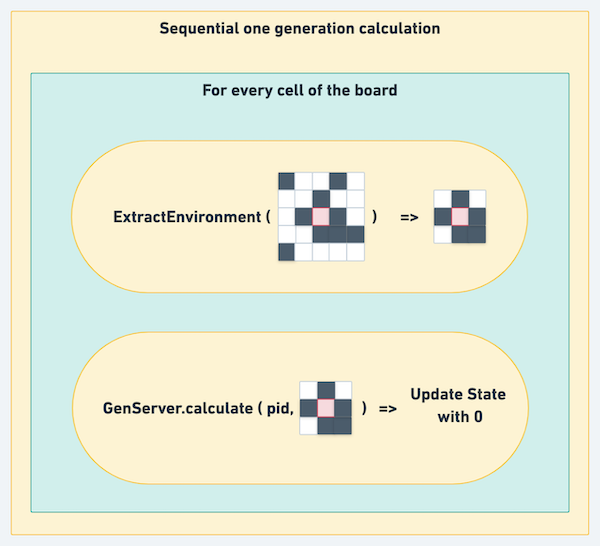 Sequential one generation calculation
For every cell of the board
ExtractEnvironment ( ) =>
GenServer.calculate ( pid, ) => Update State
with 0